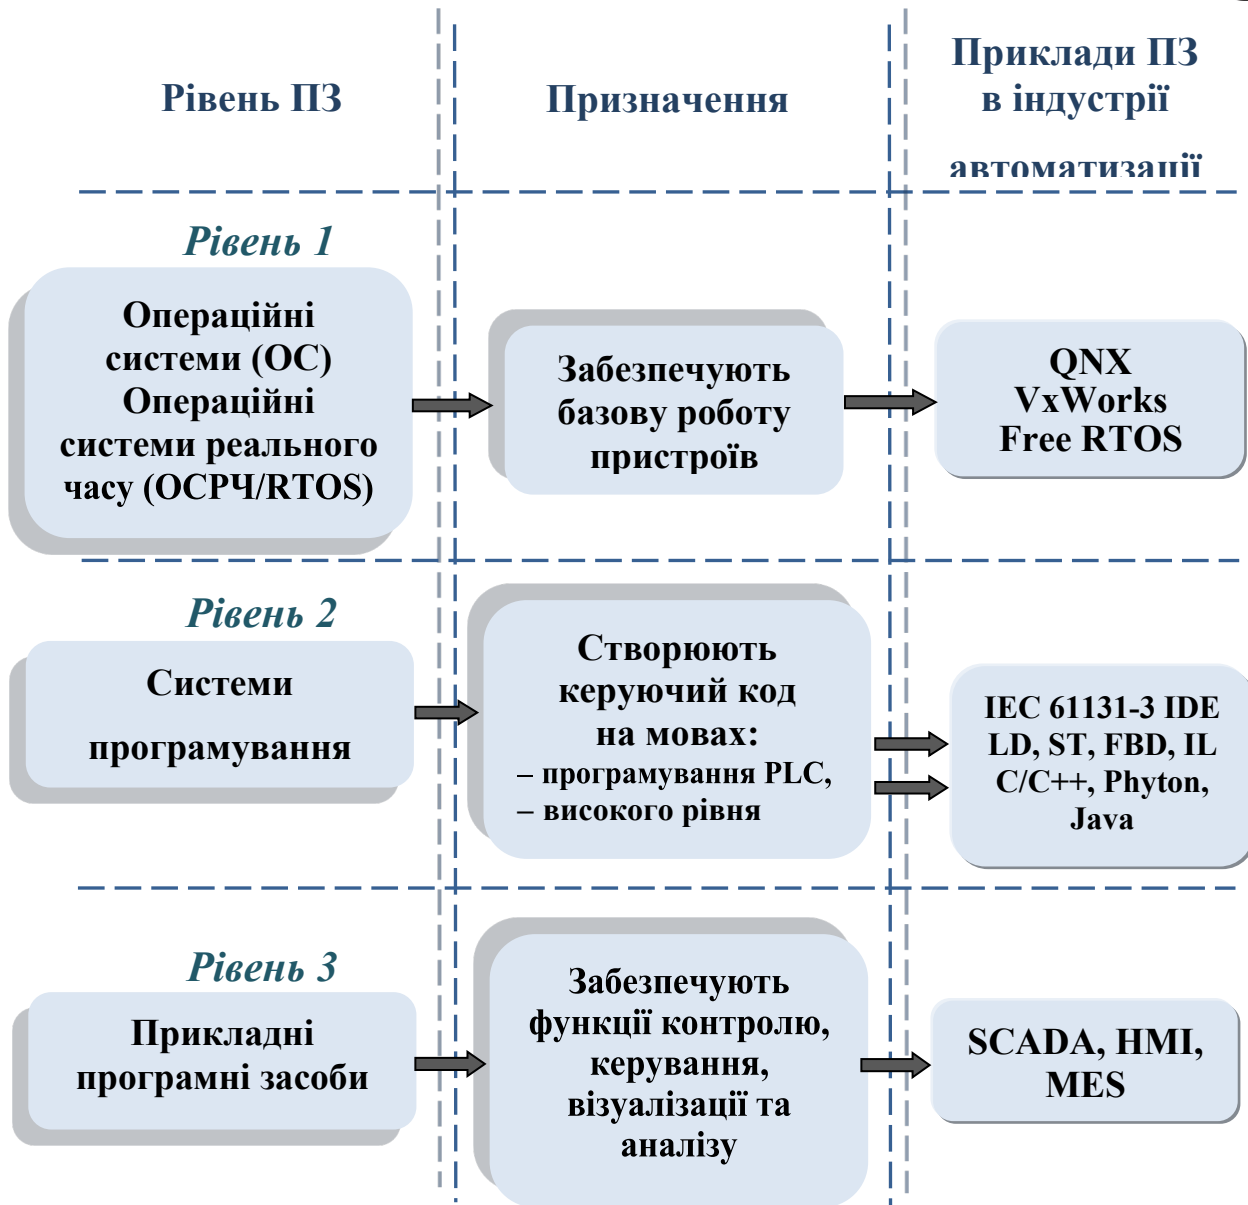 Рівень ПЗ
Призначення
Приклади ПЗ
в індустрії
автоматизації
Рівень 1
Операційні
системи (ОС)
Операційні
системи реального
часу (ОСРЧ/RTOS)
Забезпечують
базову роботу
пристроїв
QNX
VxWorks
Free RTOS
Рівень 2
Системи
програмування
Створюють
керуючий код
на мовах:
– програмування PLC,
– високого рівня
IEC 61131-3 IDE
LD, ST, FBD, IL
C/C++, Phyton,
Java
Рівень 3
Прикладні
програмні засоби
Забезпечують
функції контролю,
керування,
візуалізації та
аналізу
SCADA, HMI,
MES